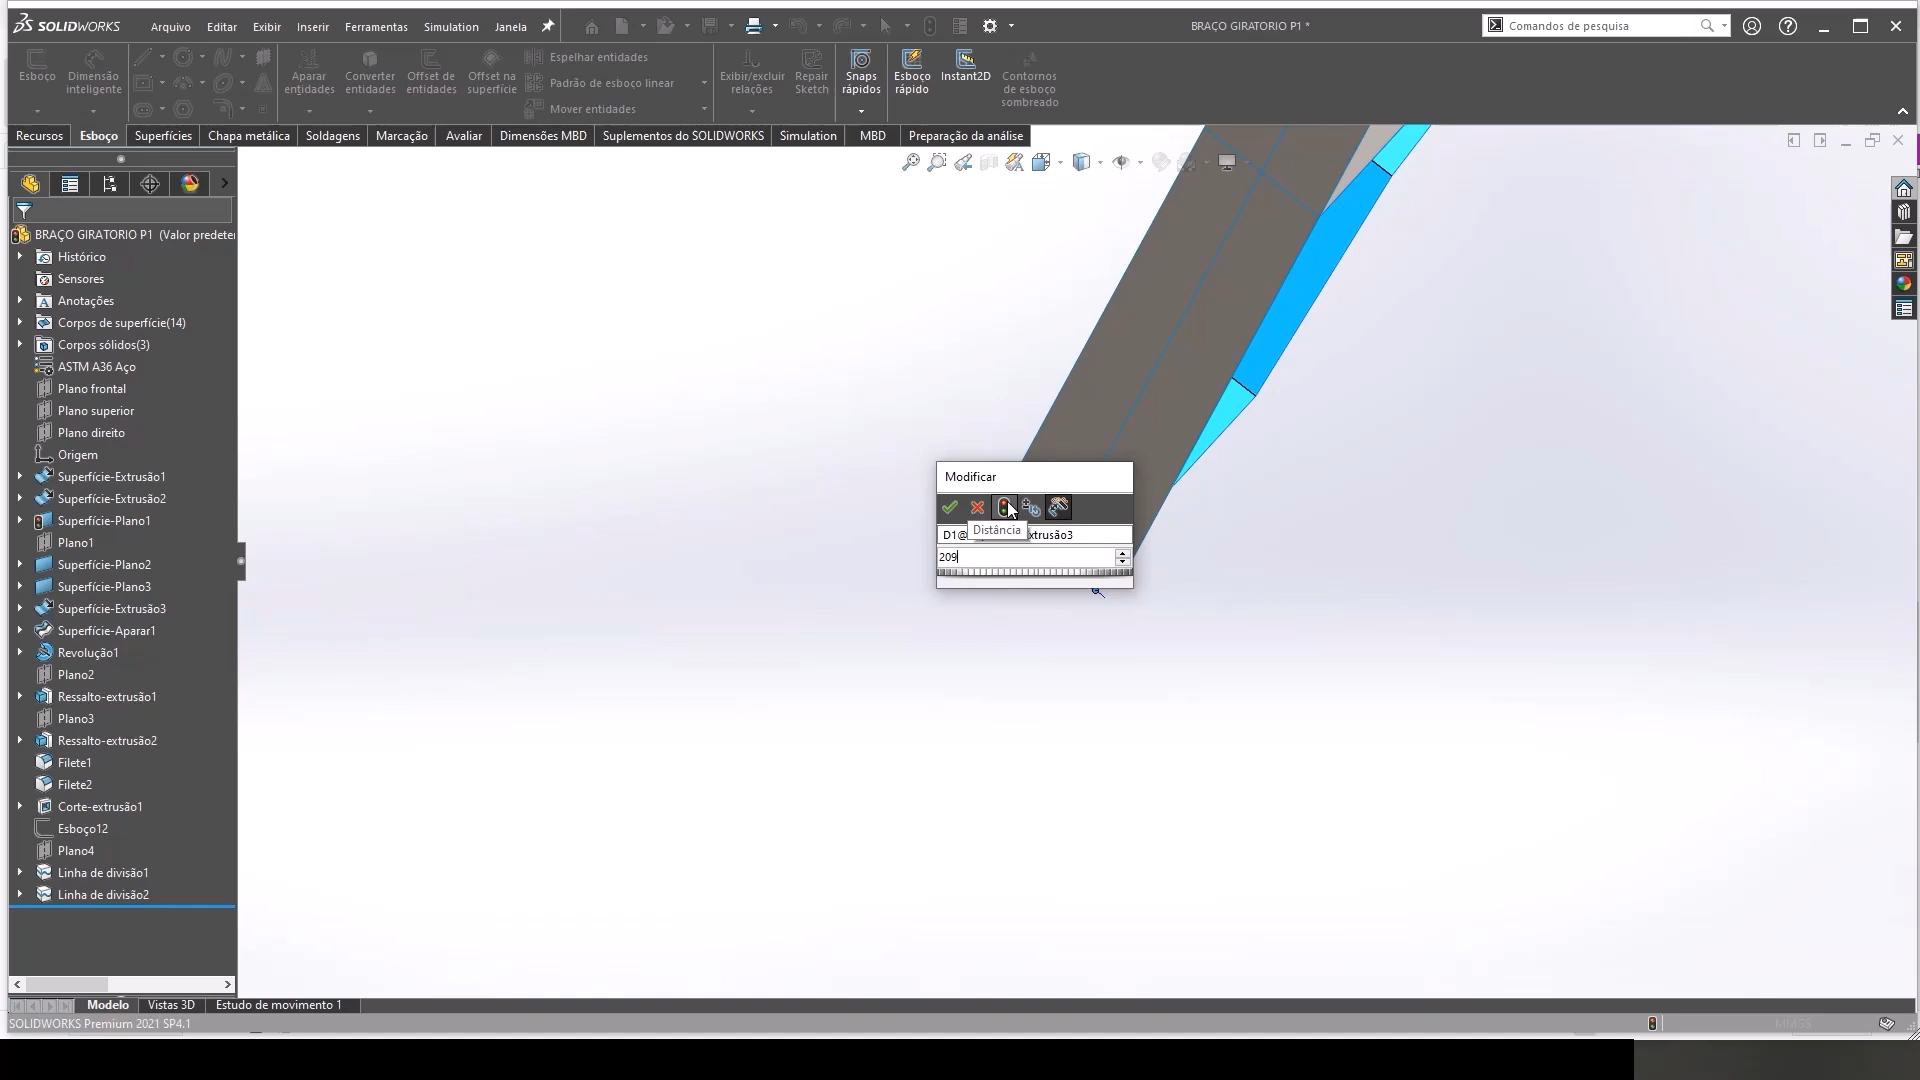 SOLIDWORKS Arquivo Editar Exibir Inserir Ferramentas Simulation Janela BRAÇO GIRATORIO P1 * Comandos de pesquisa
Esboço Dimensão inteligente Aparar entidades Converter entidades Offset de entidades Offset na superfície Espelhar entidades Padrão de esboço linear Mover entidades Exibir/excluir relações Repair Sketch Snaps rápidos Esboço rápido Instant2D Contornos de esboço sombreado
Recursos Esboço Superfícies Chapa metálica Soldagens Marcação Avaliar Dimensões MBD Suplementos do SOLIDWORKS Simulation MBD Preparação da análise
BRAÇO GIRATORIO P1 (Valor predeter
Histórico
Sensores
Anotações
Corpos de superfície(14)
Corpos sólidos(3)
ASTM A36 Aço
Plano frontal
Plano superior
Plano direito
Origem
Superfície-Extrusão1
Superfície-Extrusão2
Superfície-Plano1
Plano1
Superfície-Plano2
Superfície-Plano3
Superfície-Extrusão3
Superfície-Aparar1
Revolução1
Plano2
Ressalto-extrusão1
Plano3
Ressalto-extrusão2
Filete1
Filete2
Corte-extrusão1
Esboço12
Plano4
Linha de divisão1
Linha de divisão2
Modificar
Distância
D1@ xtrusão3
209
Modelo Vistas 3D Estudo de movimento 1
SOLIDWORKS Premium 2021 SP4.1 MMGS